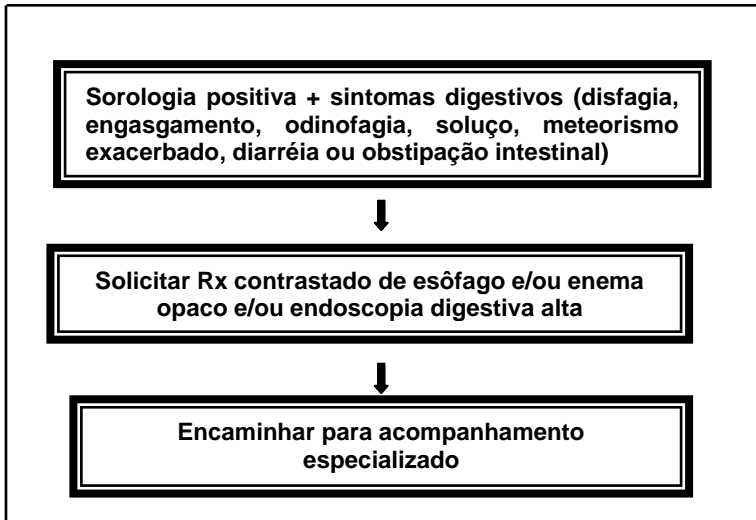 Sorologia positiva + sintomas digestivos (disfagia,
engasgamento, odinofagia, soluço, meteorismo
exacerbado, diarréia ou obstipação intestinal)
Solicitar Rx contrastado de esôfago e/ou enema
opaco e/ou endoscopia digestiva alta
Encaminhar para acompanhamento
especializado